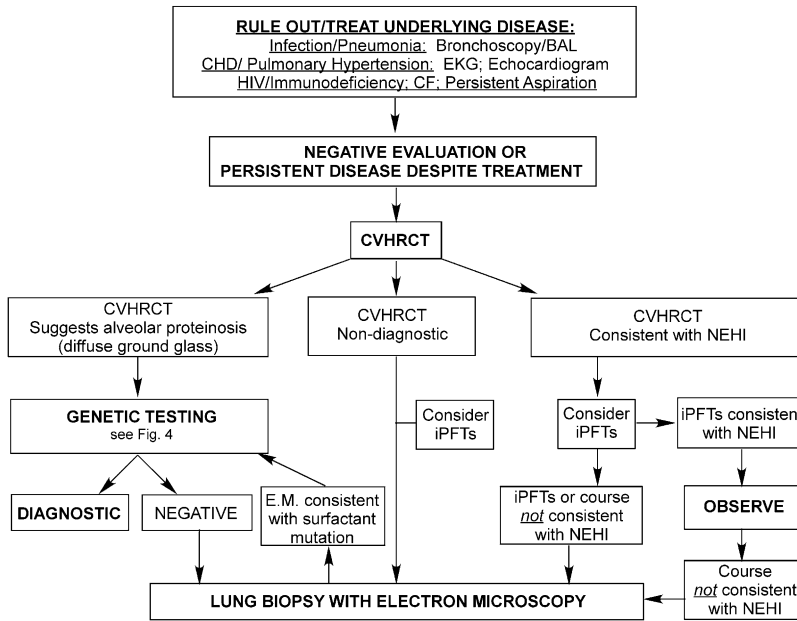 RULE OUT/TREAT UNDERLYING DISEASE:
Infection/Pneumonia: Bronchoscopy/BAL
CHD/ Pulmonary Hypertension: EKG; Echocardiogram
HIV/Immunodeficiency; CF; Persistent Aspiration
NEGATIVE EVALUATION OR
PERSISTENT DISEASE DESPITE TREATMENT
CVHRCT
CVHRCT
Suggests alveolar proteinosis
(diffuse ground glass)
CVHRCT
Non-diagnostic
CVHRCT
Consistent with NEHI
GENETIC TESTING
see Fig. 4
Consider
iPFTs
Consider
iPFTs
iPFTs consistent
with NEHI
DIAGNOSTIC
NEGATIVE
E.M. consistent
with surfactant
mutation
iPFTs or course
not consistent
with NEHI
OBSERVE
LUNG BIOPSY WITH ELECTRON MICROSCOPY
Course
not consistent
with NEHI